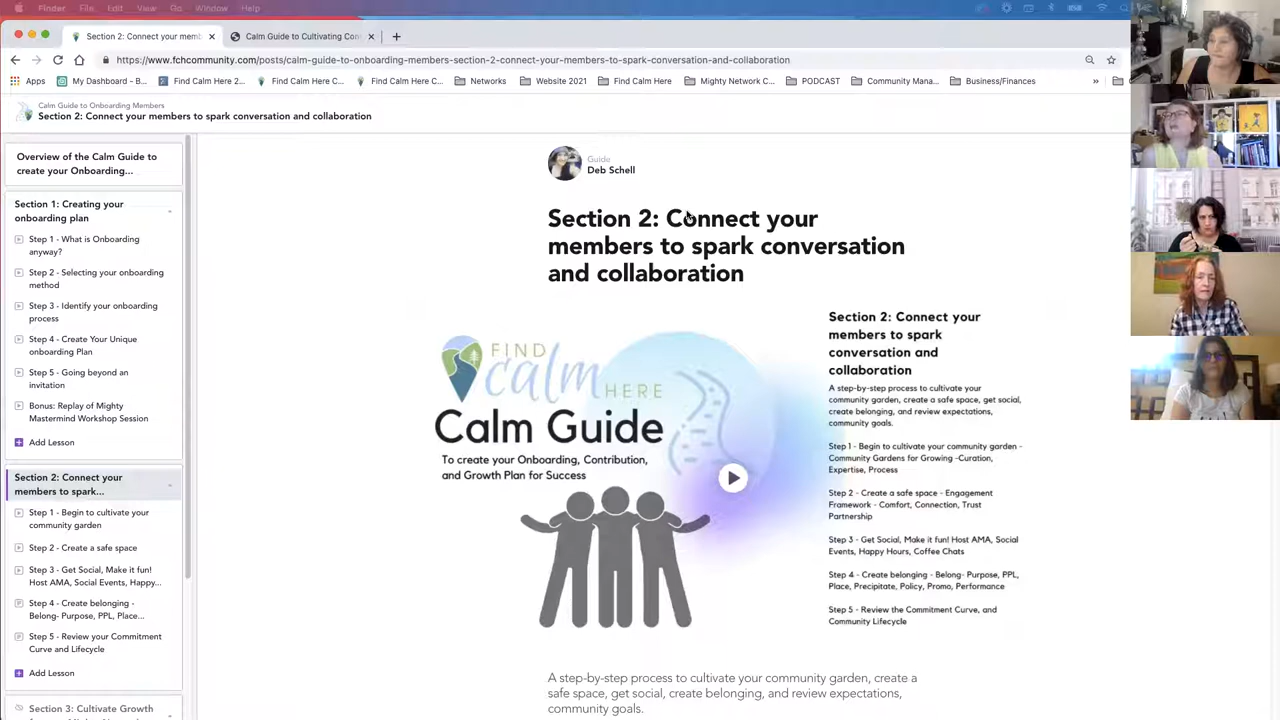 Finder File Edit View Go
Section 2: Connect your mem
Calm Guide to Cultivating Con
https://www.fchcommunity.com/posts/calm-guide-to-onboarding-members-section-2-connect-your-members-to-spark-conversation-and-collaboration
Apps My Dashboard - B... Find Calm Here 2... Find Calm Here C... Find Calm Here C... Networks Website 2021 Find Calm Here Mighty Network C... PODCAST Community Mana... Business/Finances »
Calm Guide to Onboarding Members
Section 2: Connect your members to spark conversation and collaboration
Overview of the Calm Guide to
create your Onboarding...
Section 1: Creating your
onboarding plan
Step 1 - What is Onboarding
anyway?
Step 2 - Selecting your onboarding
method
Step 3 - Identify your onboarding
process
Step 4 - Create Your Unique
onboarding Plan
Step 5 - Going beyond an
invitation
Bonus: Replay of Mighty
Mastermind Workshop Session
Add Lesson
Section 2: Connect your
members to spark...
Step 1 - Begin to cultivate your
community garden
Step 2 - Create a safe space
Step 3 - Get Social, Make it fun!
Host AMA, Social Events, Happy...
Step 4 - Create belonging -
Belong- Purpose, PPL, Place...
Step 5 - Review your Commitment
Curve and Lifecycle
Add Lesson
Section 3: Cultivate Growth
Guide
Deb Schell
Section 2: Connect your
members to spark conversation
and collaboration
FIND
calm
HERE
Calm Guide
To create your Onboarding, Contribution,
and Growth Plan for Success
Section 2: Connect your
members to spark
conversation and
collaboration
A step-by-step process to cultivate your
community garden, create a safe space, get social,
create belonging, and review expectations,
community goals.
Step 1 - Begin to cultivate your community garden -
Community Gardens for Growing -Curation,
Expertise, Process
Step 2 - Create a safe space - Engagement
Framework - Comfort, Connection, Trust
Partnership
Step 3 - Get Social, Make it fun! Host AMA, Social
Events, Happy Hours, Coffee Chats
Step 4 - Create belonging - Belong- Purpose, PPL,
Place, Precipitate, Policy, Promo, Performance
Step 5 - Review the Commitment Curve, and
Community Lifecycle
A step-by-step process to cultivate your community garden, create a
safe space, get social, create belonging, and review expectations,
community goals.